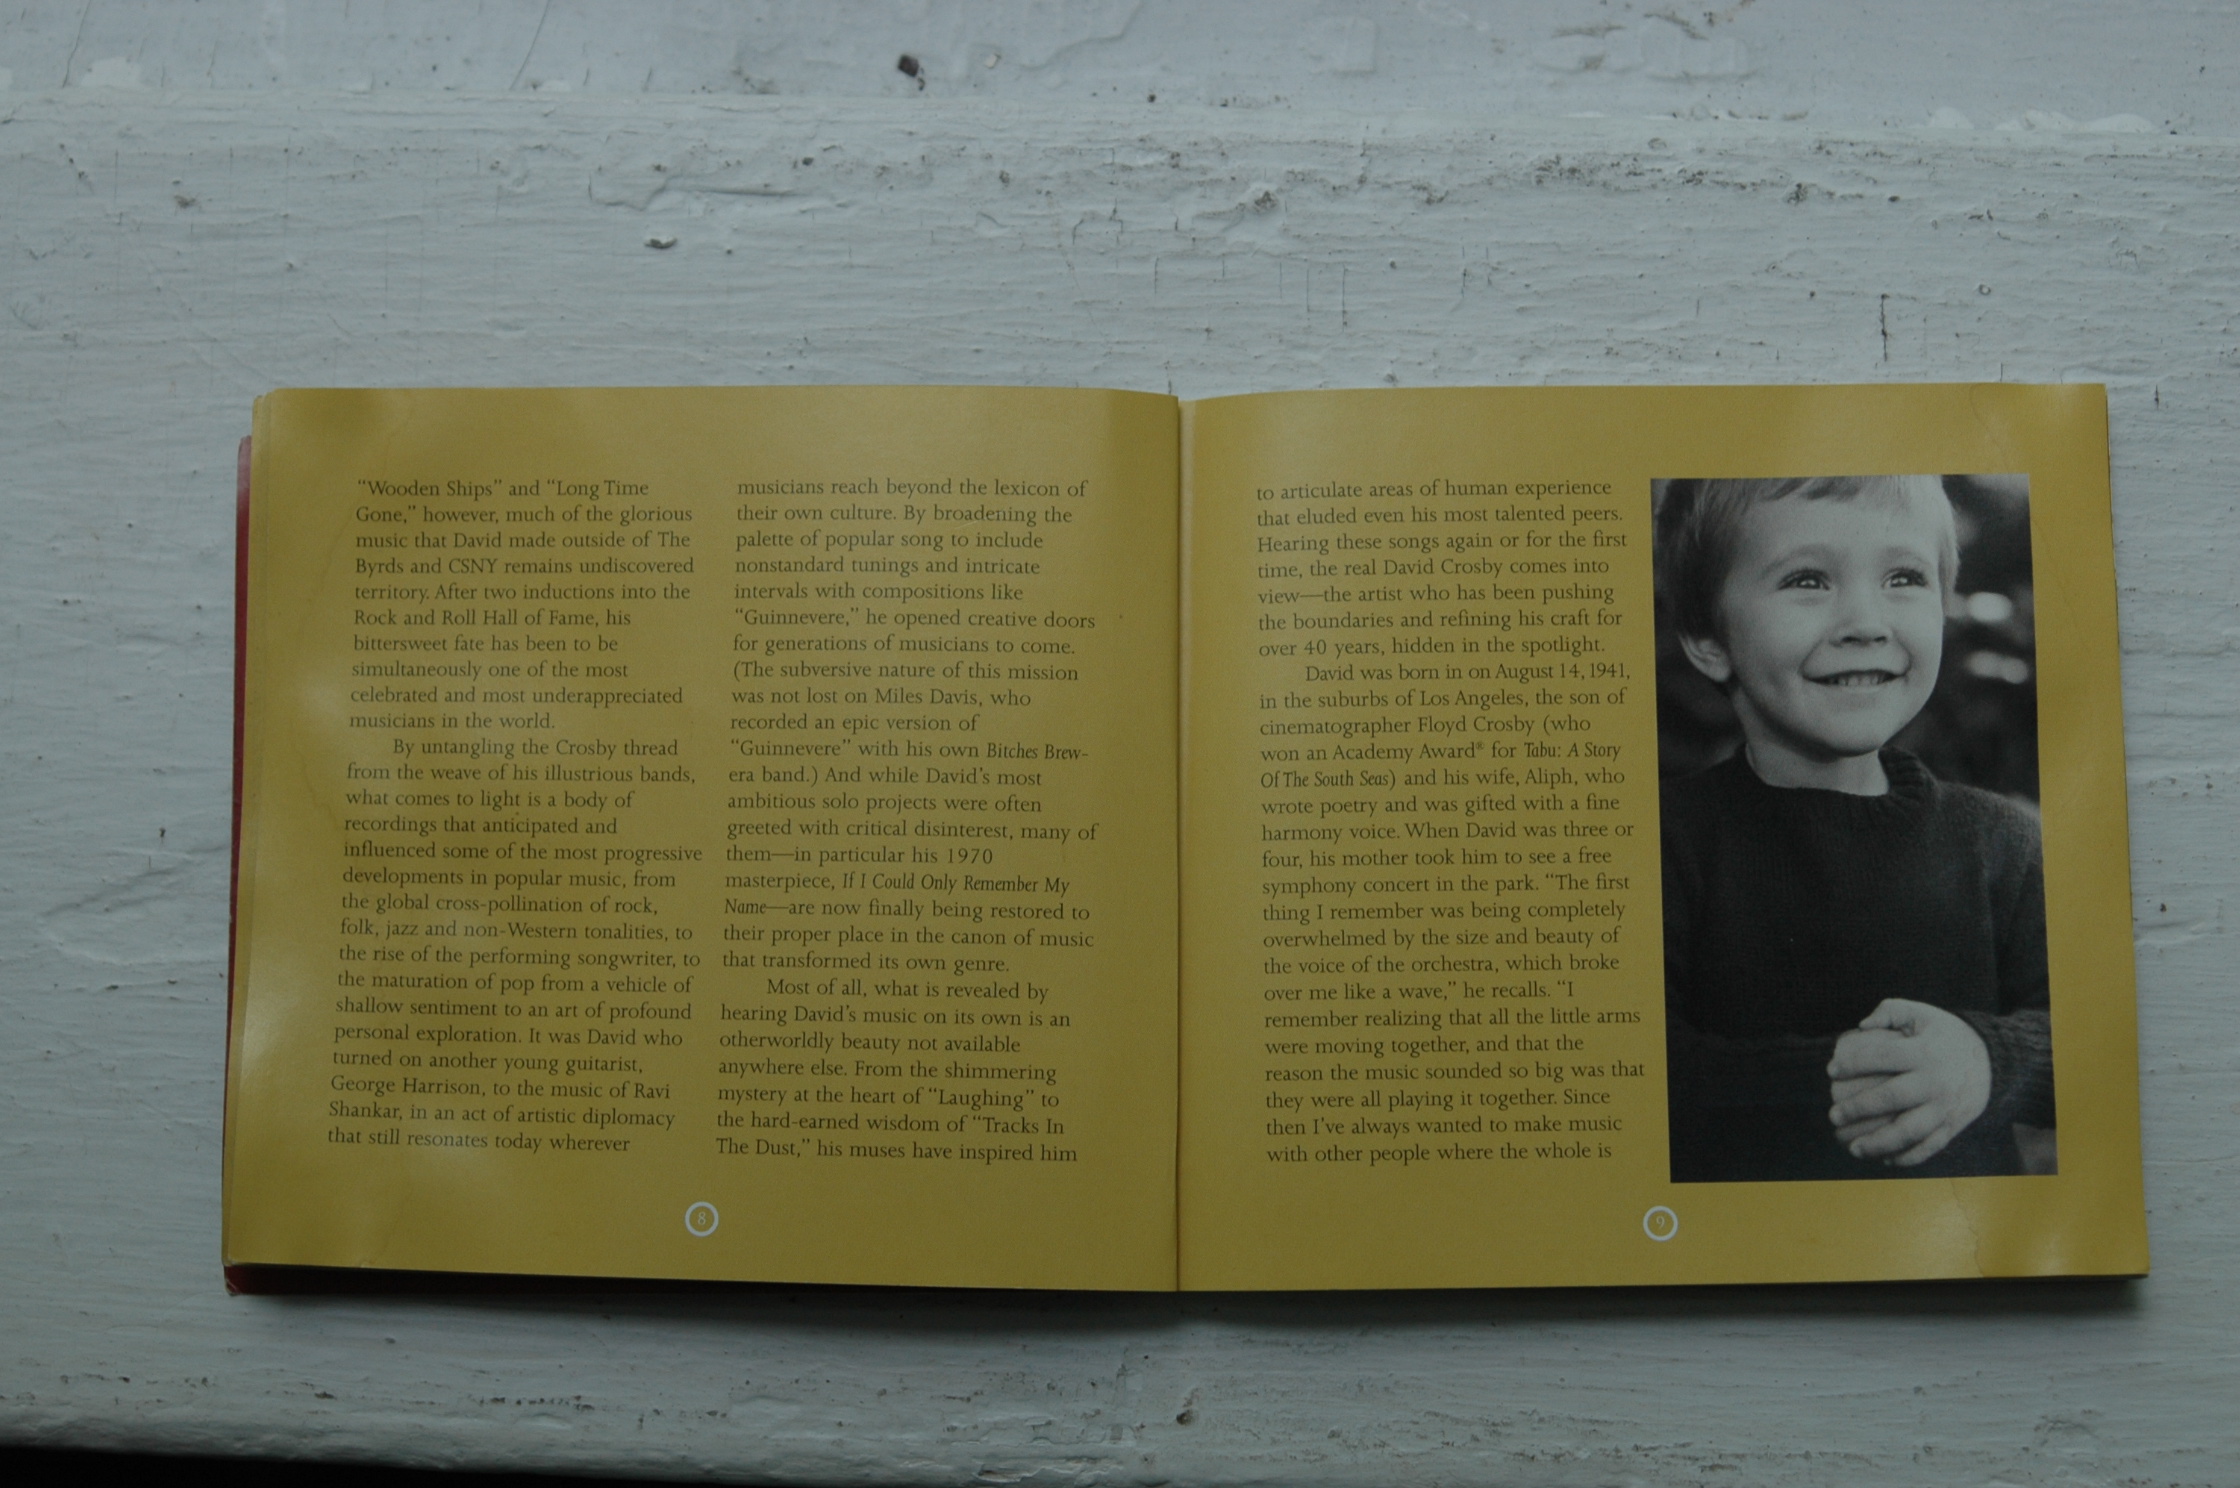 “Wooden Ships” and “Long Time
Gone,” however, much of the glorious
music that David made outside of The
Byrds and CSNY remains undiscovered
territory. After two inductions into the
Rock and Roll Hall of Fame, his
bittersweet fate has been to be
simultaneously one of the most
celebrated and most underappreciated
musicians in the world.
By untangling the Crosby thread
from the weave of his illustrious bands,
what comes to light is a body of
recordings that anticipated and
influenced some of the most progressive
developments in popular music, from
the global cross-pollination of rock,
folk, jazz and non-Western tonalities, to
the rise of the performing songwriter, to
the maturation of pop from a vehicle of
shallow sentiment to an art of profound
personal exploration. It was David who
turned on another young guitarist,
George Harrison, to the music of Ravi
Shankar, in an act of artistic diplomacy
that still resonates today wherever
musicians reach beyond the lexicon of
their own culture. By broadening the
palette of popular song to include
nonstandard tunings and intricate
intervals with compositions like
“Guinnevere,” he opened creative doors
for generations of musicians to come.
(The subversive nature of this mission
was not lost on Miles Davis, who
recorded an epic version of
“Guinnevere” with his own Bitches Brew-
era band.) And while David’s most
ambitious solo projects were often
greeted with critical disinterest, many of
them—in particular his 1970
masterpiece, If I Could Only Remember My
Name—are now finally being restored to
their proper place in the canon of music
that transformed its own genre.
Most of all, what is revealed by
hearing David’s music on its own is an
otherworldly beauty not available
anywhere else. From the shimmering
mystery at the heart of “Laughing” to
the hard-earned wisdom of “Tracks In
The Dust,” his muses have inspired him
8
to articulate areas of human experience
that eluded even his most talented peers.
Hearing these songs again or for the first
time, the real David Crosby comes into
view—the artist who has been pushing
the boundaries and refining his craft for
over 40 years, hidden in the spotlight.
David was born in on August 14, 1941,
in the suburbs of Los Angeles, the son of
cinematographer Floyd Crosby (who
won an Academy Award® for Tabu: A Story
Of The South Seas) and his wife, Aliph, who
wrote poetry and was gifted with a fine
harmony voice. When David was three or
four, his mother took him to see a free
symphony concert in the park. “The first
thing I remember was being completely
overwhelmed by the size and beauty of
the voice of the orchestra, which broke
over me like a wave,” he recalls. “I
remember realizing that all the little arms
were moving together, and that the
reason the music sounded so big was that
they were all playing it together. Since
then I’ve always wanted to make music
with other people where the whole is
9